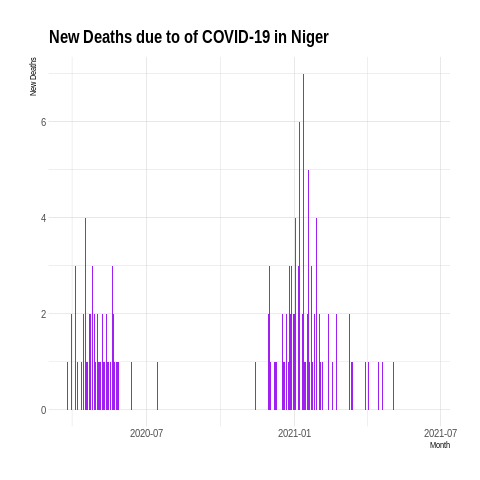 New Deaths due to of COVID-19 in Niger
New Deaths
6
4
2
0
2020-07 2021-01 2021-07
Month